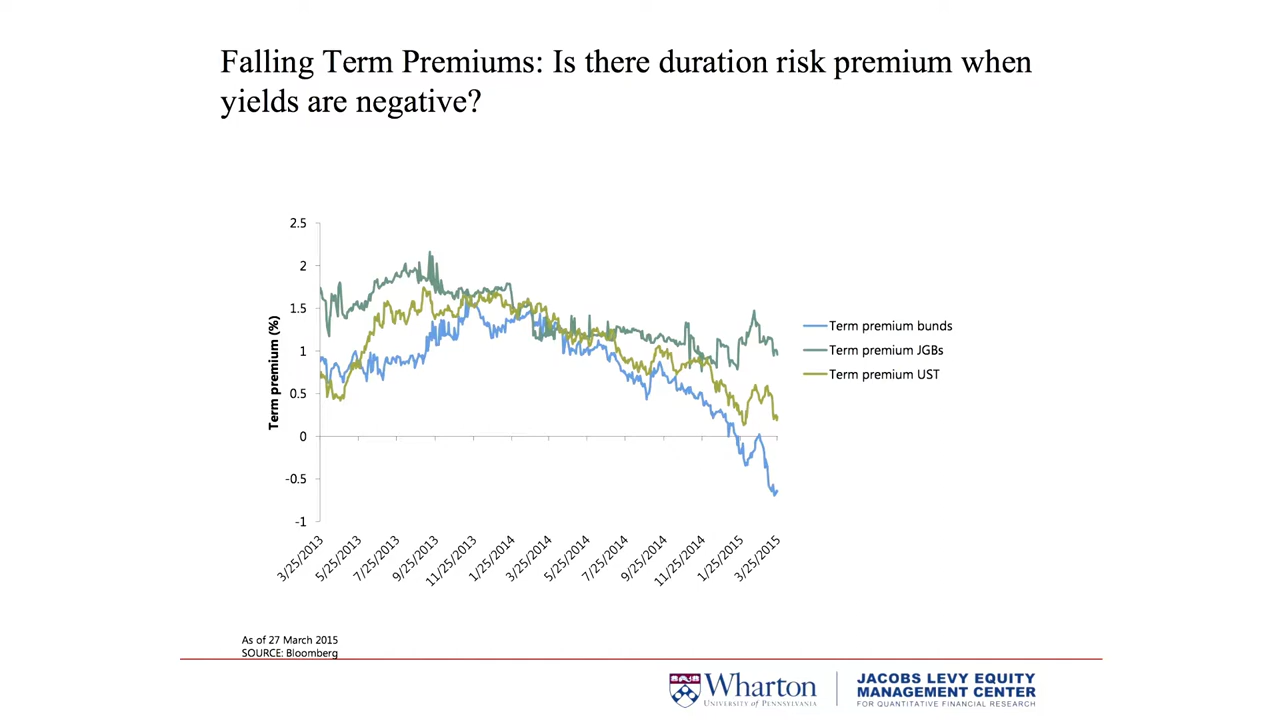 Falling Term Premiums: Is there duration risk premium when
yields are negative?
2.5
2
1.5
1
0.5
0
-0.5
-1
Term premium (%)
Term premium bunds
Term premium JGBs
Term premium UST
3/25/2013
5/25/2013
7/25/2013
9/25/2013
11/25/2013
1/25/2014
3/25/2014
5/25/2014
7/25/2014
9/25/2014
11/25/2014
1/25/2015
3/25/2015
As of 27 March 2015
SOURCE: Bloomberg
Wharton
UNIVERSITY of PENNSYLVANIA
JACOBS LEVY EQUITY
MANAGEMENT CENTER
FOR QUANTITATIVE FINANCIAL RESEARCH